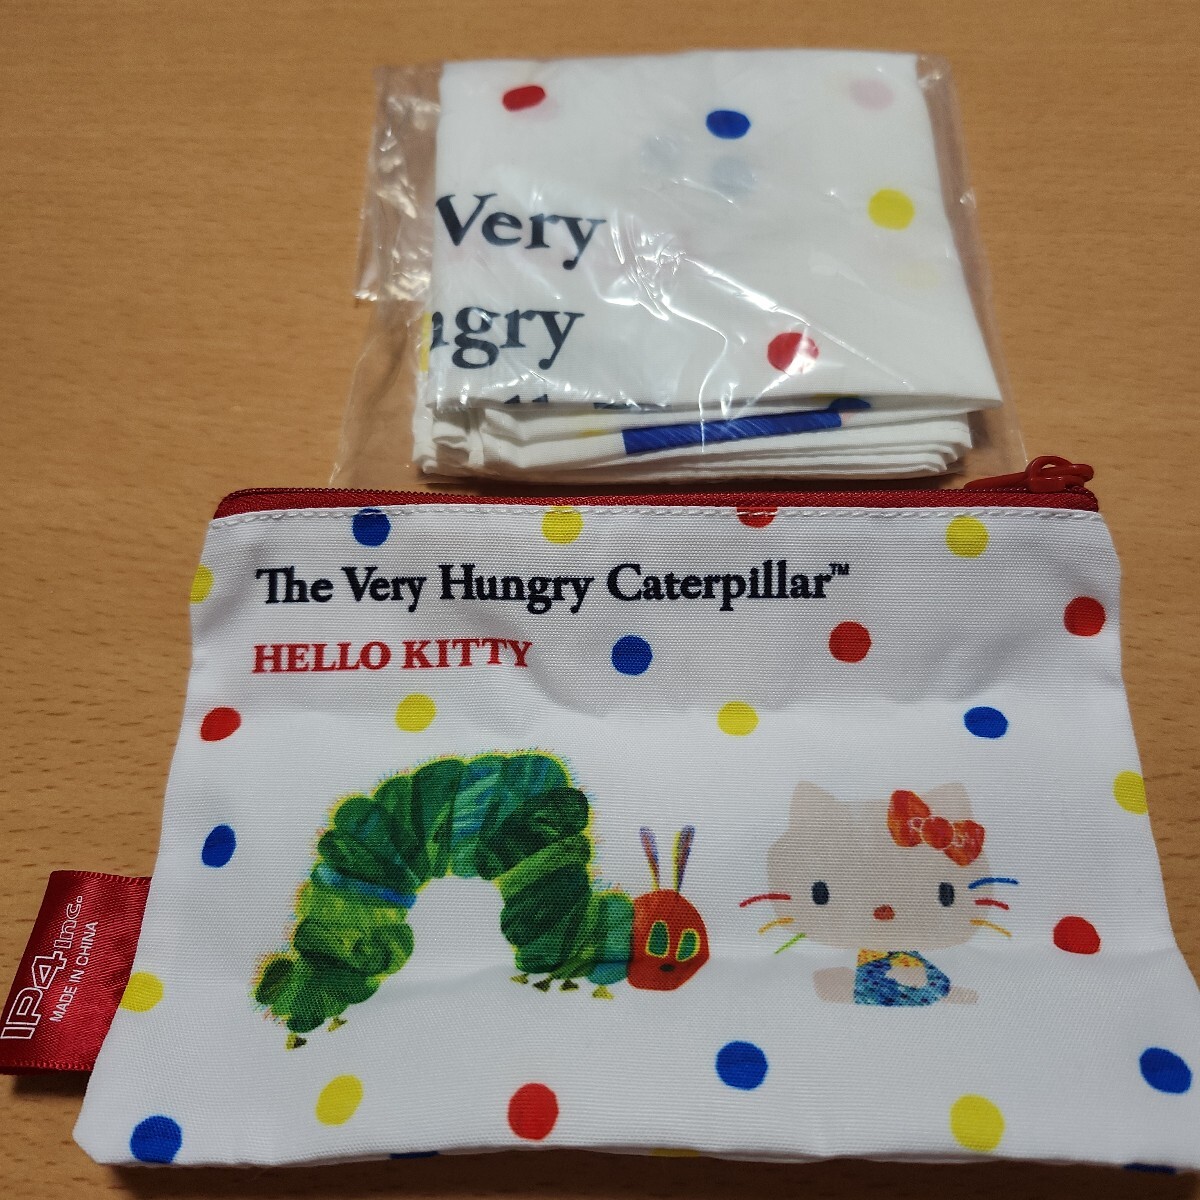 Very
ngry
The Very Hungry Caterpillar™
HELLO KITTY
IP4 Inc.
MADE IN CHINA